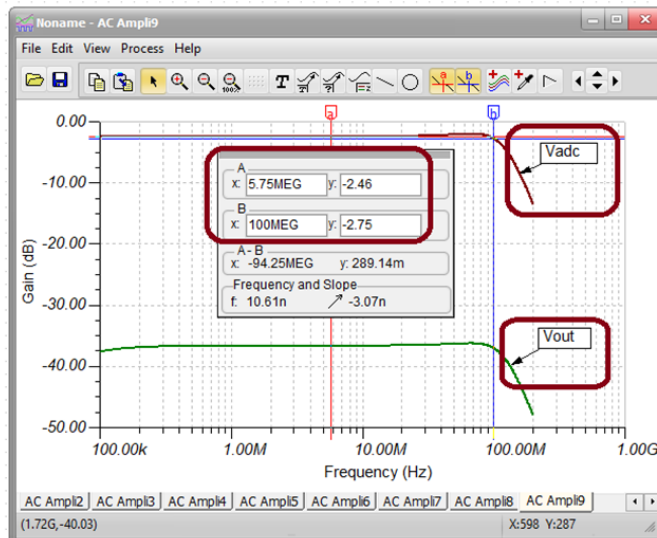 Noname - AC Ampli9
File Edit View Process Help
100% T
a b
0.00
-10.00
-20.00
-30.00
-40.00
-50.00
Gain (dB)
Vadc
A
x: 5.75MEG y: -2.46
B
x: 100MEG y: -2.75
A - B
x: -94.25MEG y: 289.14m
Frequency and Slope
f: 10.61n -3.07n
Vout
100.00k 1.00M 10.00M 100.00M 1.00G
Frequency (Hz)
AC Ampli2 AC Ampli3 AC Ampli4 AC Ampli5 AC Ampli6 AC Ampli7 AC Ampli8 AC Ampli9
(1.72G,-40.03) X:598 Y:287